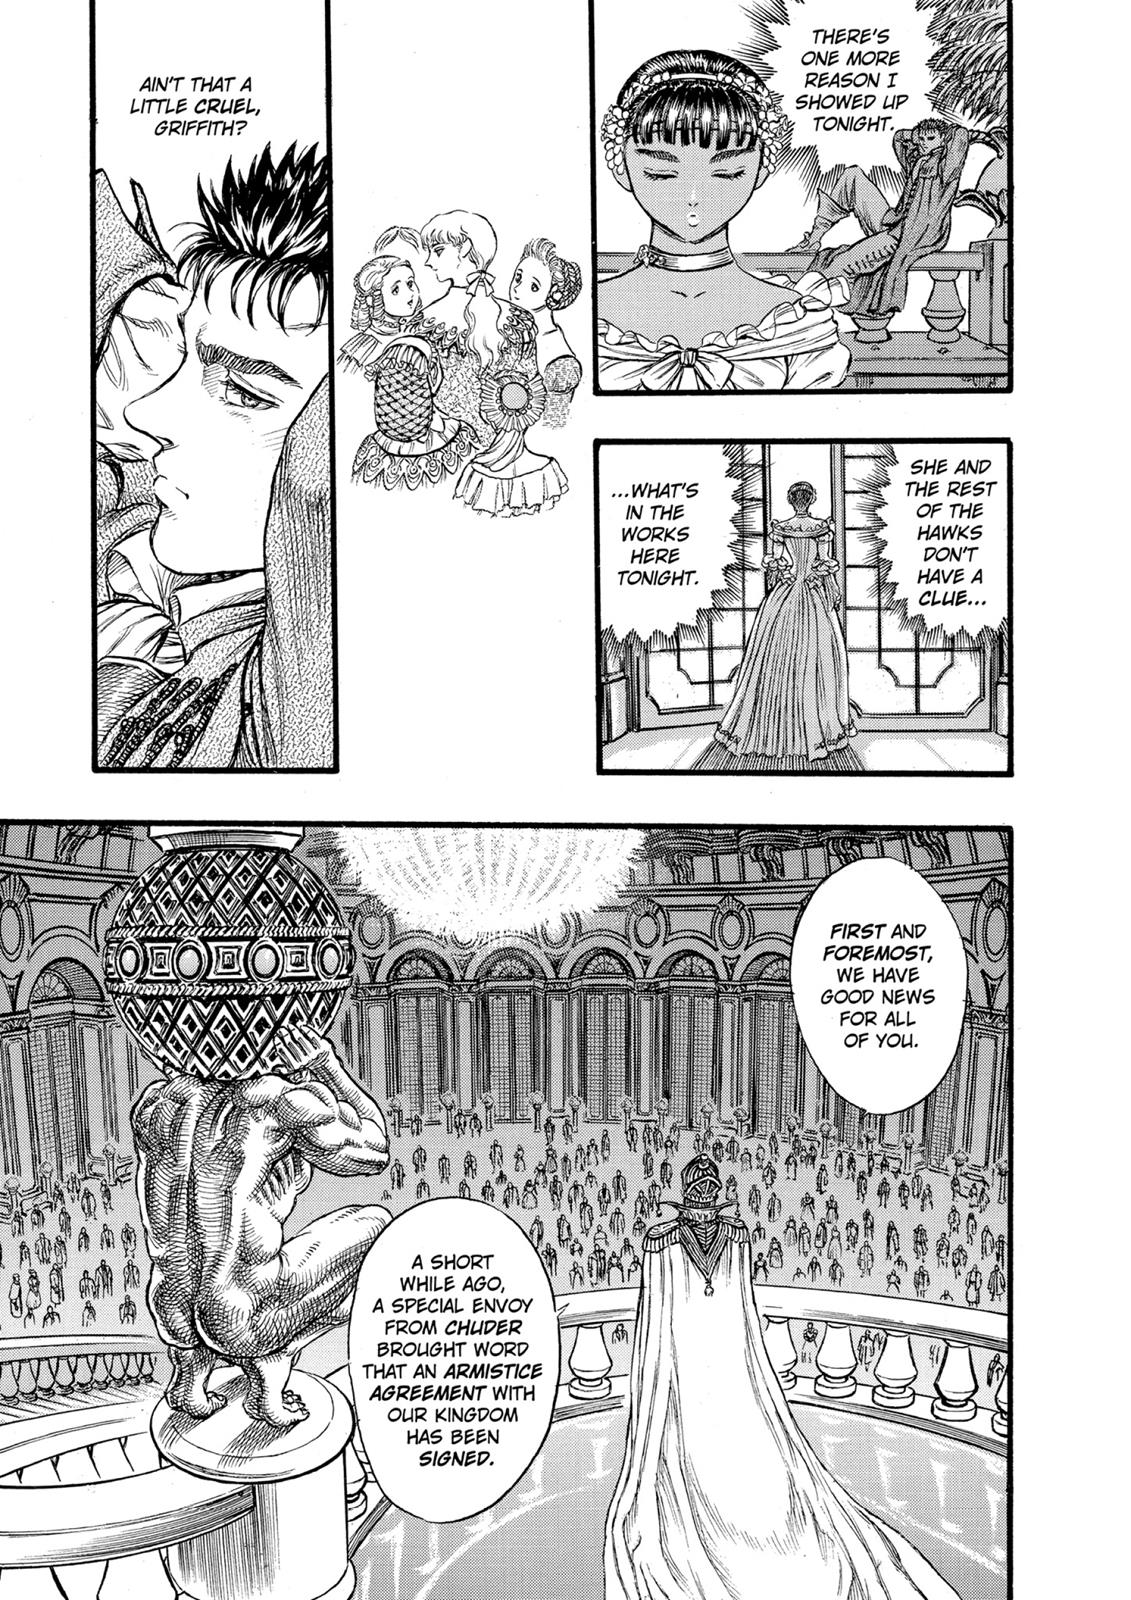 THERE'S
ONE MORE
REASON I
SHOWED UP
TONIGHT.
SHE AND
THE REST
OF THE
HAWKS
DON'T
HAVE A
CLUE...
...WHAT'S
IN THE
WORKS
HERE
TONIGHT.
AIN'T THAT A
LITTLE CRUEL,
GRIFFITH?
FIRST AND
FOREMOST,
WE HAVE
GOOD NEWS
FOR ALL
OF YOU.
A SHORT
WHILE AGO,
A SPECIAL ENVOY
FROM CHUDER
BROUGHT WORD
THAT AN ARMISTICE
AGREEMENT WITH
OUR KINGDOM
HAS BEEN
SIGNED.